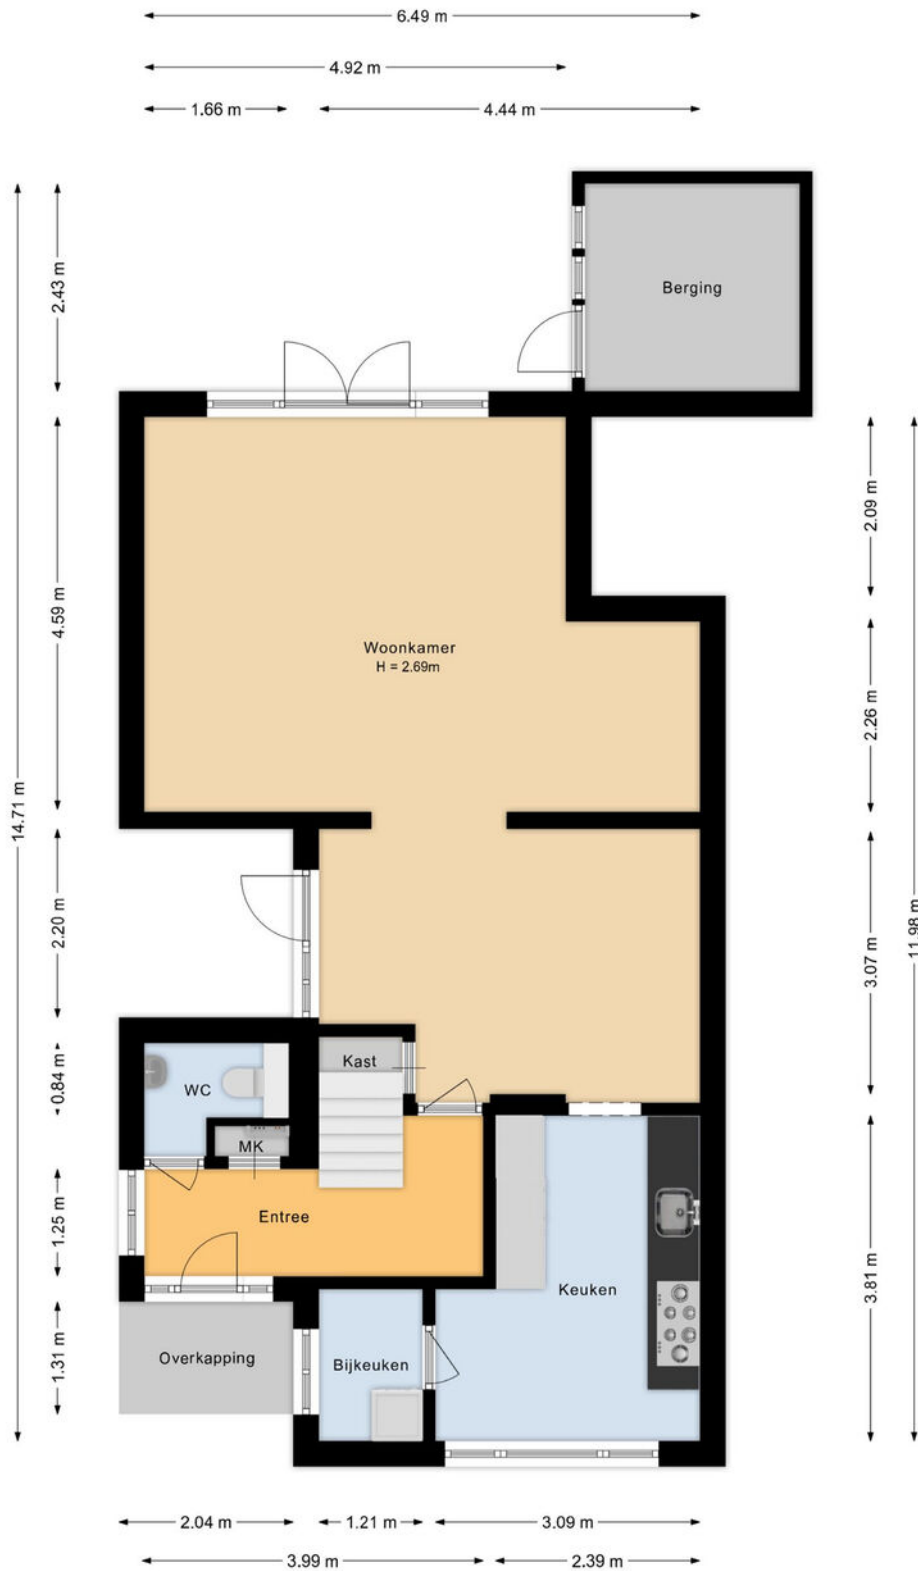 6.49 m
4.92 m
1.66 m
4.44 m
14.71 m
2.43 m
Berging
4.59 m
2.09 m
Woonkamer
H = 2.69m
2.26 m
11.98 m
2.20 m
3.07 m
0.84 m
WC
Kast
MK
1.25 m
Entree
3.81 m
Keuken
1.31 m
Overkapping
Bijkeuken
2.04 m
1.21 m
3.09 m
3.99 m
2.39 m